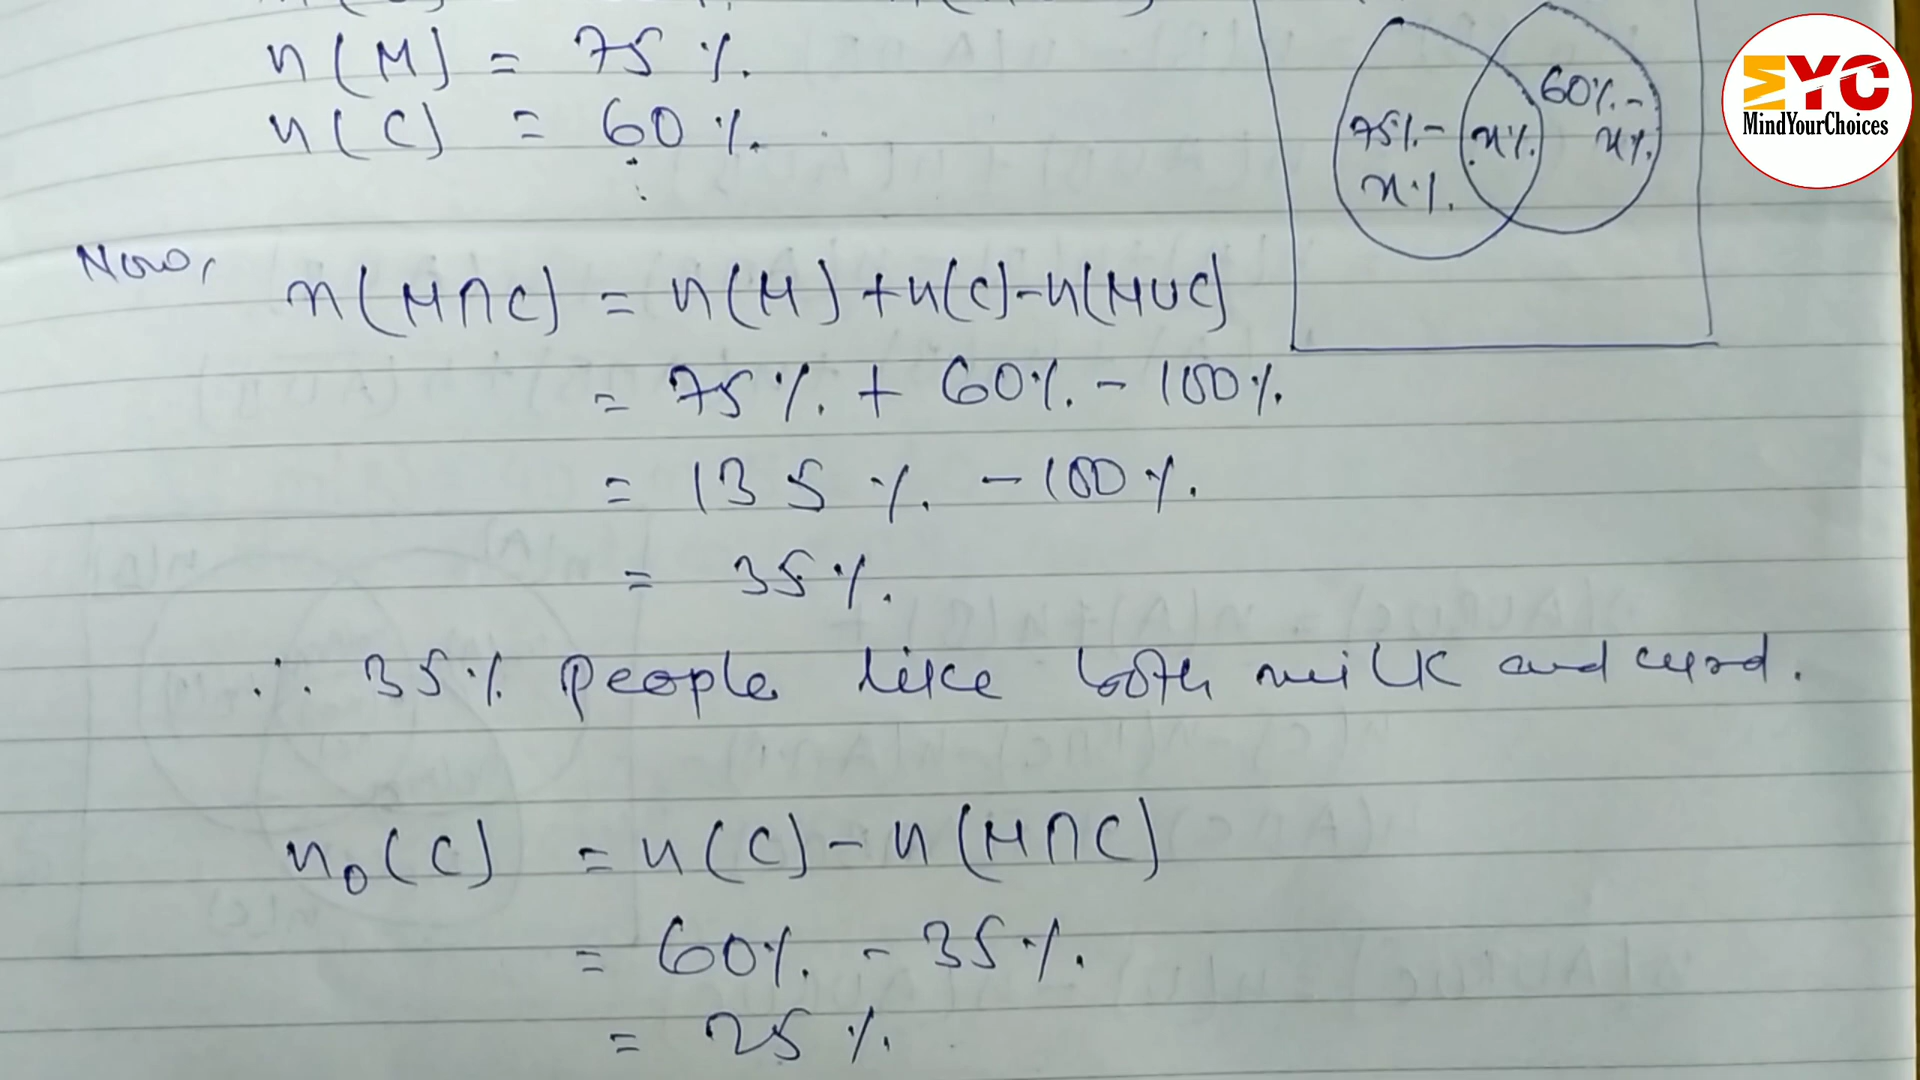 n(M) = 75%.
n(C) = 60%.
75%- x%.
x%.
60%- x%.
MYC
MindYourChoices
Now, n(M∩C) = n(M) + n(C) - n(M∪C)
= 75%. + 60%. - 100%.
= 135%. - 100%.
= 35%.
∴ 35% people like both milk and curd.
n₀(C) = n(C) - n(M∩C)
= 60%. - 35%.
= 25%.